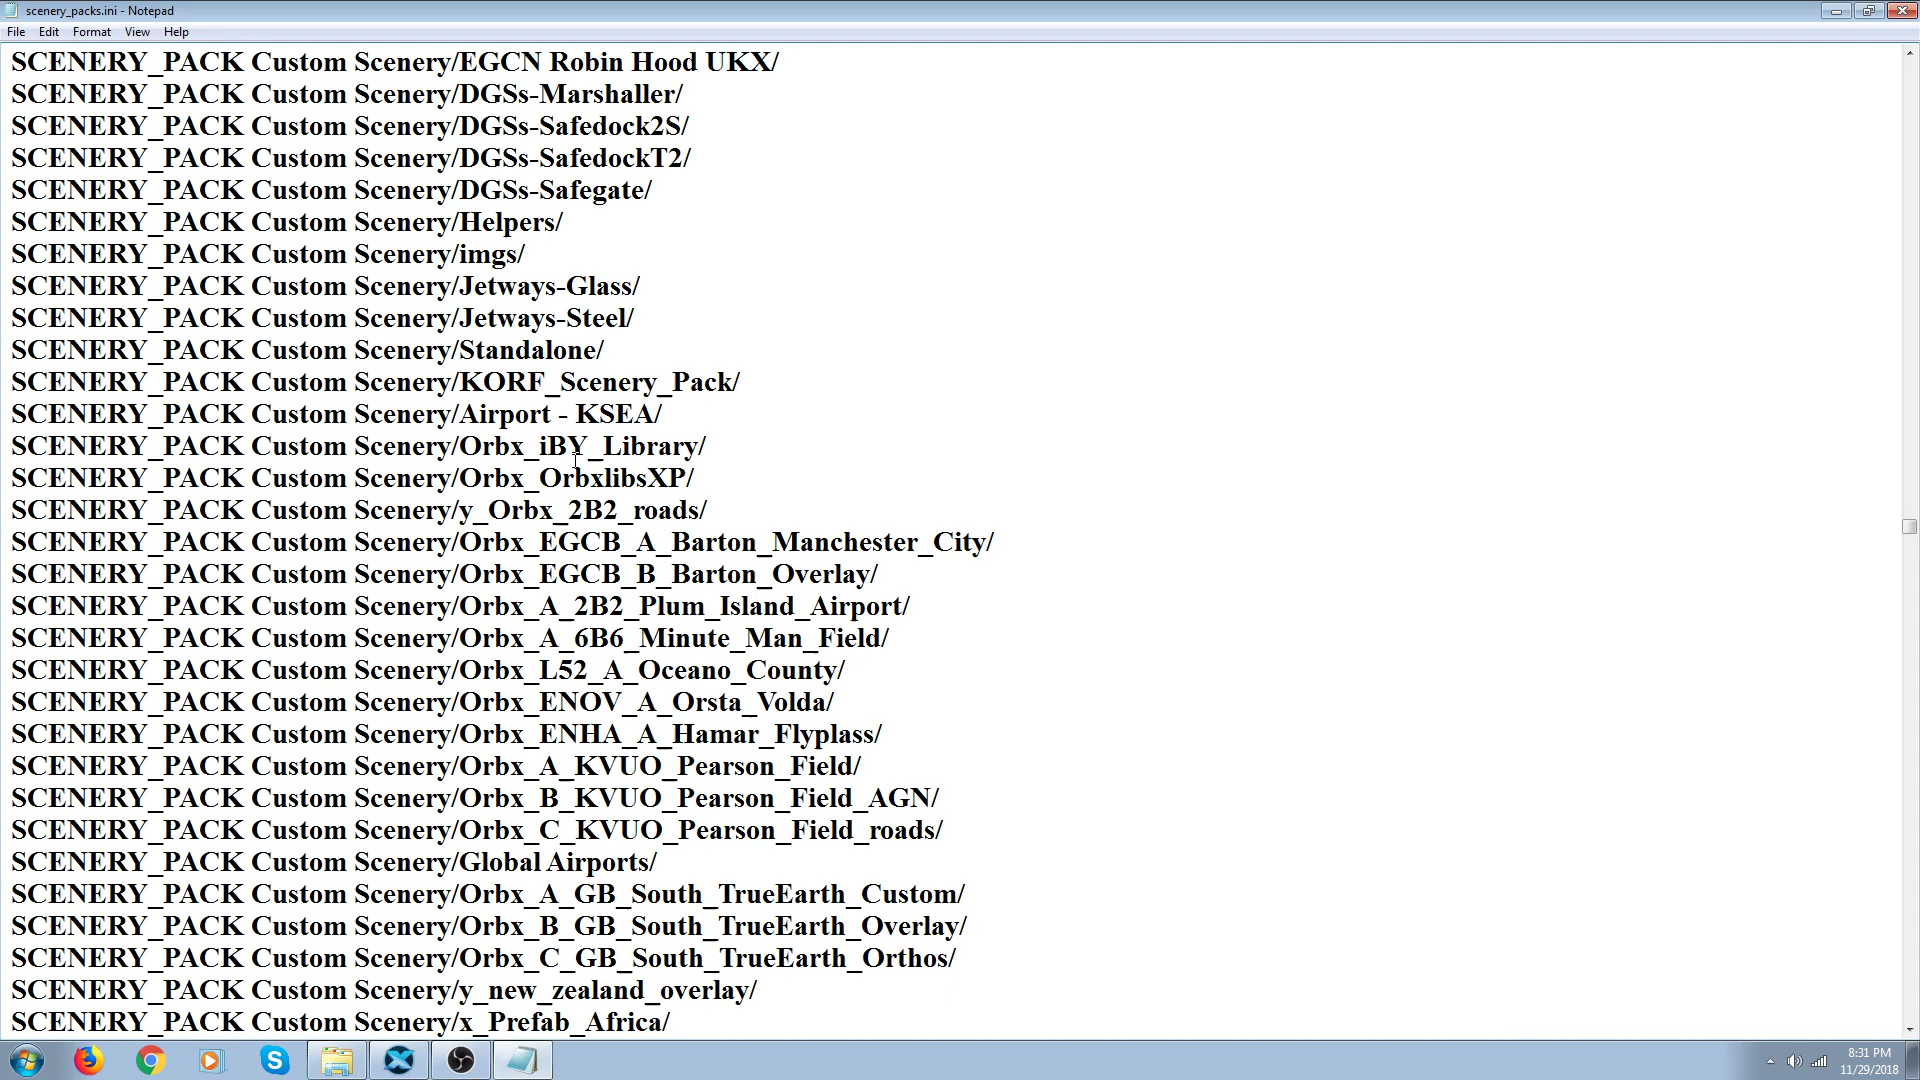 scenery_packs.ini - Notepad
File Edit Format View Help
SCENERY_PACK Custom Scenery/EGCN Robin Hood UKX/
SCENERY_PACK Custom Scenery/DGSs-Marshaller/
SCENERY_PACK Custom Scenery/DGSs-Safedock2S/
SCENERY_PACK Custom Scenery/DGSs-SafedockT2/
SCENERY_PACK Custom Scenery/DGSs-Safegate/
SCENERY_PACK Custom Scenery/Helpers/
SCENERY_PACK Custom Scenery/imgs/
SCENERY_PACK Custom Scenery/Jetways-Glass/
SCENERY_PACK Custom Scenery/Jetways-Steel/
SCENERY_PACK Custom Scenery/Standalone/
SCENERY_PACK Custom Scenery/KORF_Scenery_Pack/
SCENERY_PACK Custom Scenery/Airport - KSEA/
SCENERY_PACK Custom Scenery/Orbx_iBY_Library/
SCENERY_PACK Custom Scenery/Orbx_OrbxlibsXP/
SCENERY_PACK Custom Scenery/y_Orbx_2B2_roads/
SCENERY_PACK Custom Scenery/Orbx_EGCB_A_Barton_Manchester_City/
SCENERY_PACK Custom Scenery/Orbx_EGCB_B_Barton_Overlay/
SCENERY_PACK Custom Scenery/Orbx_A_2B2_Plum_Island_Airport/
SCENERY_PACK Custom Scenery/Orbx_A_6B6_Minute_Man_Field/
SCENERY_PACK Custom Scenery/Orbx_L52_A_Oceano_County/
SCENERY_PACK Custom Scenery/Orbx_ENOV_A_Orsta_Volda/
SCENERY_PACK Custom Scenery/Orbx_ENHA_A_Hamar_Flyplass/
SCENERY_PACK Custom Scenery/Orbx_A_KVUO_Pearson_Field/
SCENERY_PACK Custom Scenery/Orbx_B_KVUO_Pearson_Field_AGN/
SCENERY_PACK Custom Scenery/Orbx_C_KVUO_Pearson_Field_roads/
SCENERY_PACK Custom Scenery/Global Airports/
SCENERY_PACK Custom Scenery/Orbx_A_GB_South_TrueEarth_Custom/
SCENERY_PACK Custom Scenery/Orbx_B_GB_South_TrueEarth_Overlay/
SCENERY_PACK Custom Scenery/Orbx_C_GB_South_TrueEarth_Orthos/
SCENERY_PACK Custom Scenery/y_new_zealand_overlay/
SCENERY_PACK Custom Scenery/x_Prefab_Africa/
8:31 PM
11/29/2018